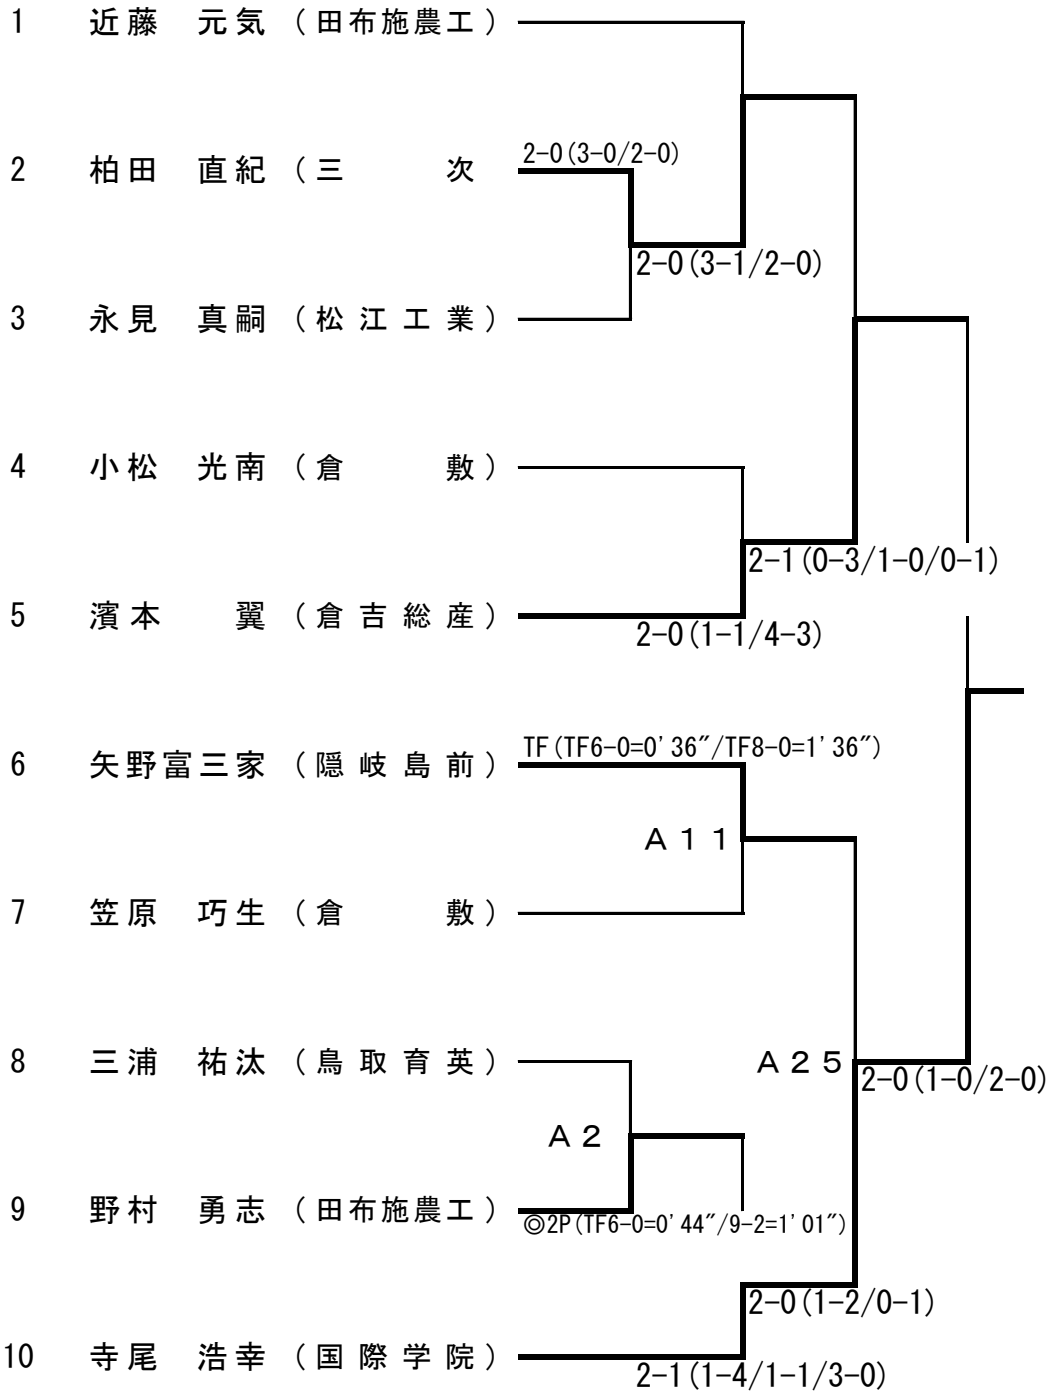 1 近藤 元気 （田布施農工）
2-0(3-0/2-0)
2 柏田 直紀 （三 次
2-0(3-1/2-0)
3 永見 真嗣 （松江工業）
4 小松 光南 （倉 敷）
2-1(0-3/1-0/0-1)
5 濱本 翼 （倉吉総産）
2-0(1-1/4-3)
TF(TF6-0=0'36″/TF8-0=1'36″)
6 矢野富三家 （隠岐島前）
A11
7 笠原 巧生 （倉 敷）
8 三浦 祐汰 （鳥取育英）
A25
2-0(1-0/2-0)
A2
9 野村 勇志 （田布施農工）
◎2P(TF6-0=0'44″/9-2=1'01″)
2-0(1-2/0-1)
10 寺尾 浩幸 （国際学院）
2-1(1-4/1-1/3-0)